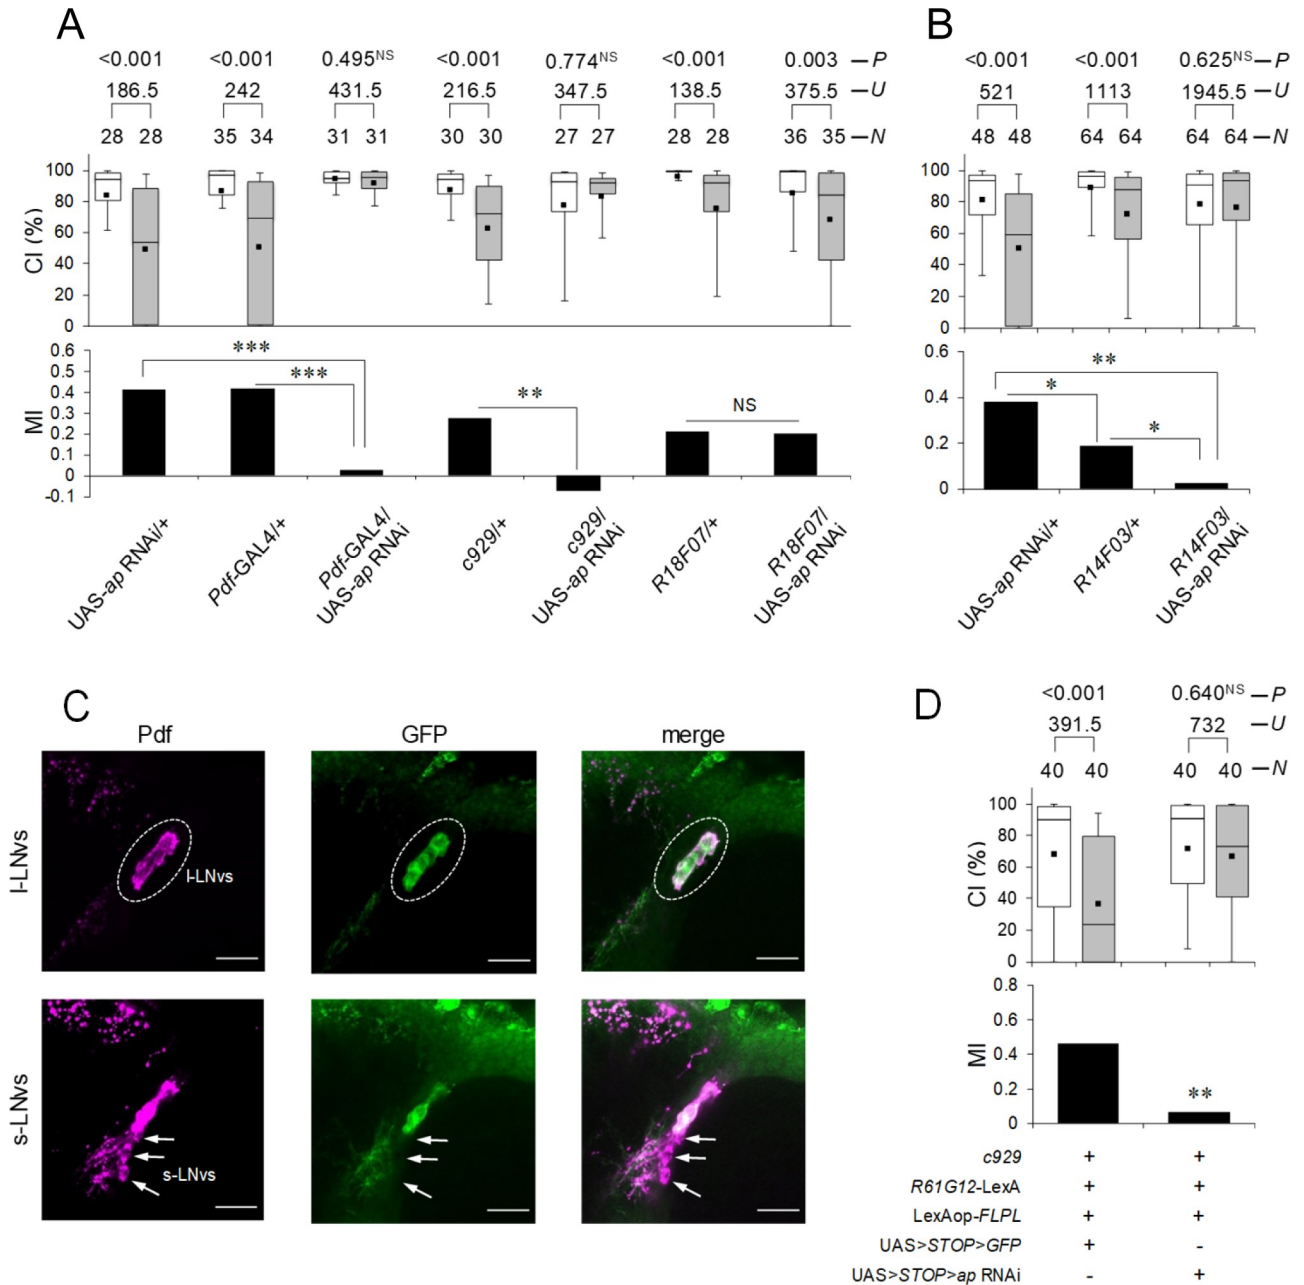 A
<0.001 <0.001 0.495NS <0.001 0.774NS <0.001 0.003 —P
186.5 242 431.5 216.5 347.5 138.5 375.5 —U
28 28 35 34 31 31 30 30 27 27 28 28 36 35 —N
CI (%)
100
80
60
40
20
0
MI
0.6
0.5
0.4
0.3
0.2
0.1
0
-0.1
***
***
**
NS
UAS-ap RNAi/+
Pdf-GAL4/+
Pdf-GAL4/
UAS-ap RNAi
c929/+
c929/
UAS-ap RNAi
R18F07/+
R18F07/
UAS-ap RNAi
B
<0.001 <0.001 0.625NS —P
521 1113 1945.5 —U
48 48 64 64 64 64 —N
100
80
60
40
20
0
0.6
0.4
0.2
0
**
*
*
UAS-ap RNAi/+
R14F03/+
R14F03/
UAS-ap RNAi
C
Pdf GFP merge
l-LNvs
l-LNvs
s-LNvs
s-LNvs
D
<0.001 0.640NS —P
391.5 732 —U
40 40 40 40 —N
CI (%)
100
80
60
40
20
0
MI
0.8
0.6
0.4
0.2
0
**
c929 + +
R61G12-LexA + +
LexAop-FLPL + +
UAS>STOP>GFP + -
UAS>STOP>ap RNAi - +